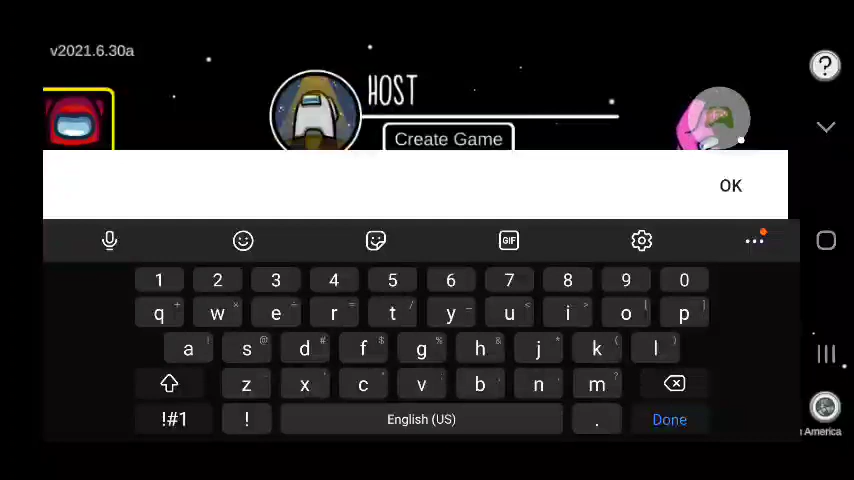 v2021.6.30a
?
HOST
Create Game
OK
GIF
1 2 3 4 5 6 7 8 9 0
q + w × e ÷ r = t / y _ u < i > o [ p ]
a ! s @ d # f $ g % h & j * k ( l )
z x c v b n m ?
!#1 ! English (US) . Done
America